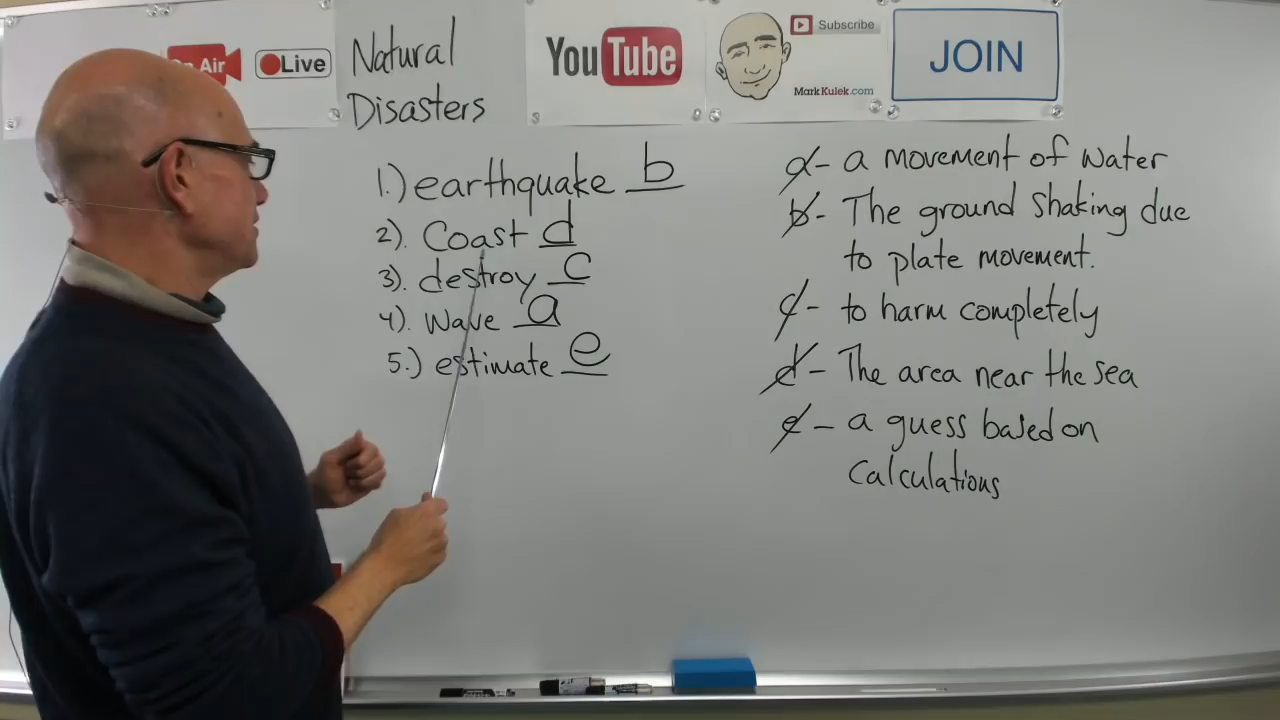 On Air
Live
Natural
Disasters
YouTube
Subscribe
MarkKulek.com
JOIN
1.) earthquake b
2). Coast d
3). destroy c
4). Wave a
5.) estimate e
a- a movement of water
b- The ground shaking due
to plate movement.
c- to harm completely
d- The area near the sea
e- a guess based on
calculations